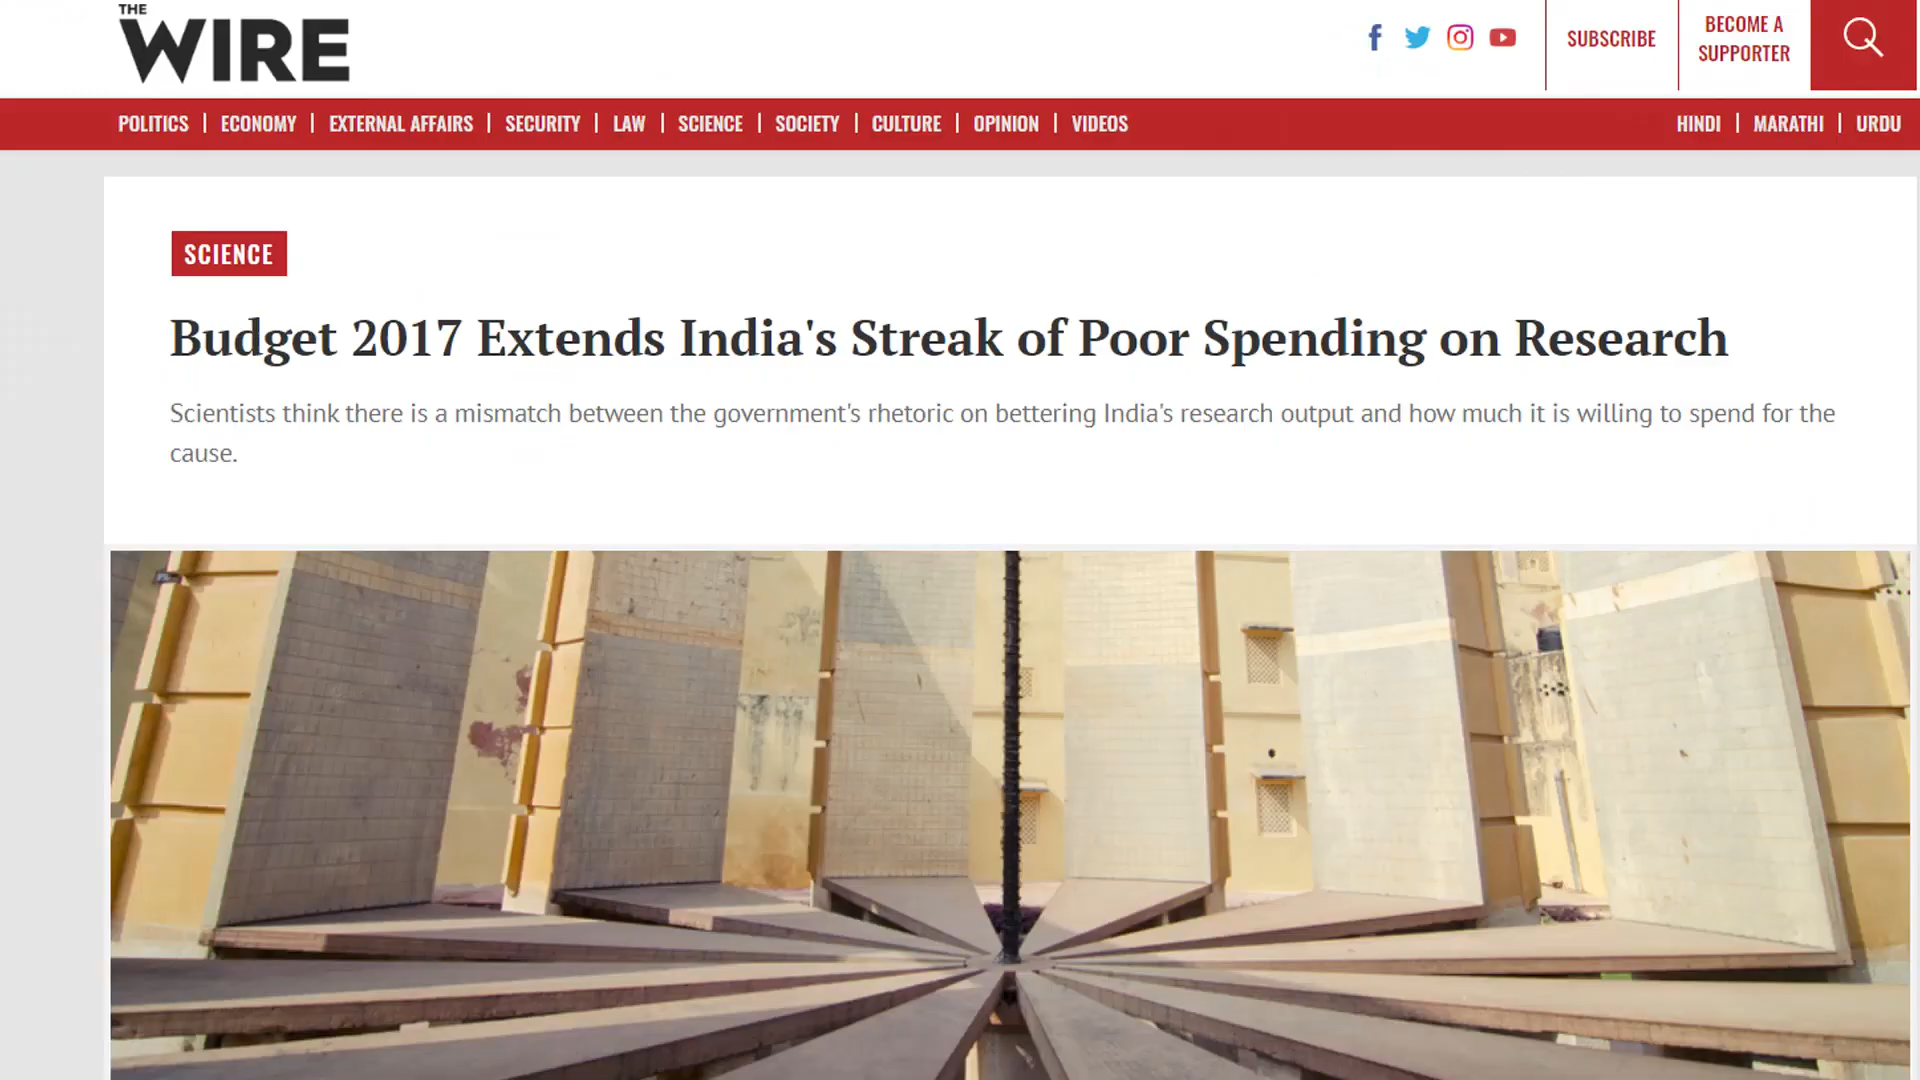 THE
WIRE
SUBSCRIBE
BECOME A
SUPPORTER
POLITICS | ECONOMY | EXTERNAL AFFAIRS | SECURITY | LAW | SCIENCE | SOCIETY | CULTURE | OPINION | VIDEOS
HINDI | MARATHI | URDU
SCIENCE
Budget 2017 Extends India's Streak of Poor Spending on Research
Scientists think there is a mismatch between the government's rhetoric on bettering India's research output and how much it is willing to spend for the
cause.